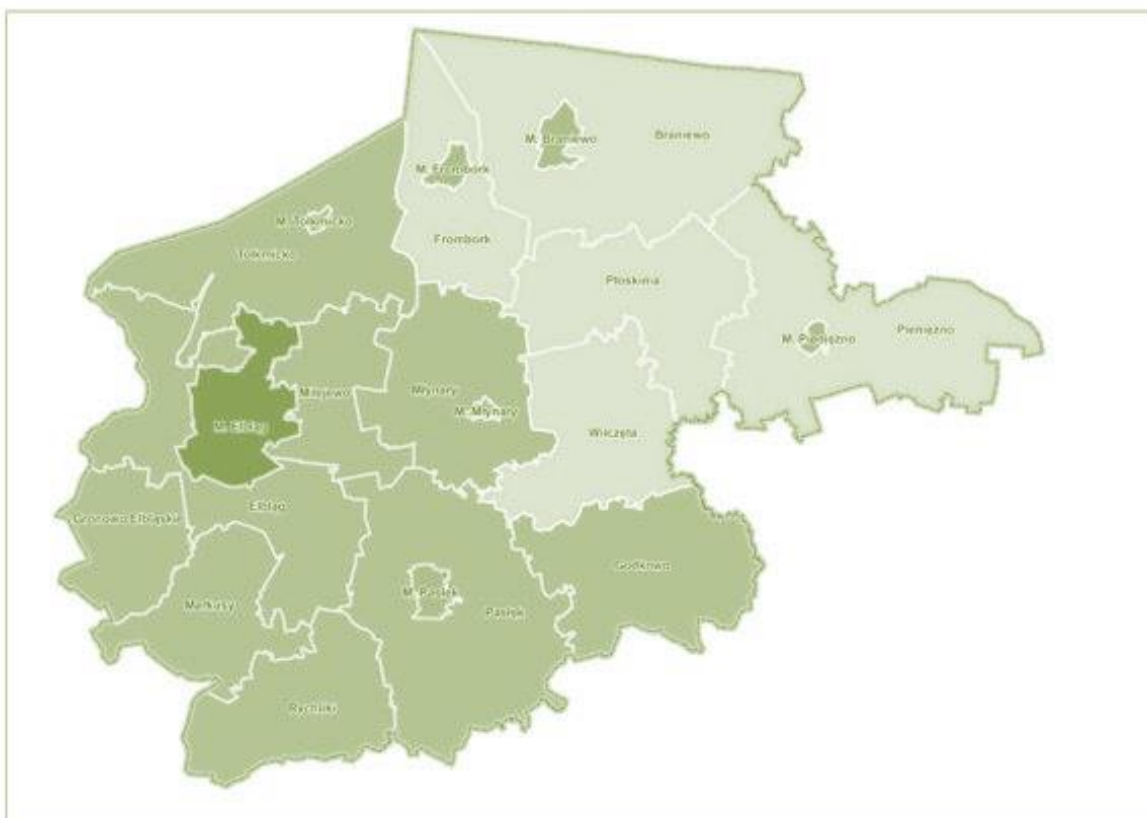 M. Braniewo
Braniewo
M. Frombork
M. Tolkmicko
Tolkmicko
Frombork
Płoskinia
M. Pieniężno
Pieniężno
Milejewo
Młynary
M. Młynary
M. Elbląg
Wilczęta
Elbląg
Gronowo Elbląskie
Godkowo
M. Pasłęk
Pasłęk
Markusy
Rychliki